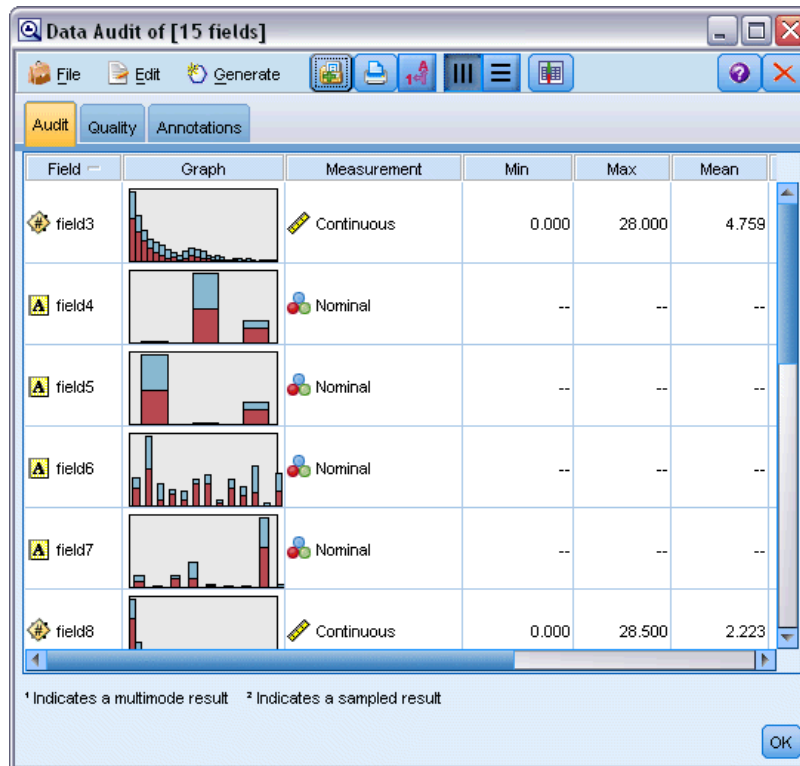 Data Audit of [15 fields]
File Edit Generate
Audit Quality Annotations
Field Graph Measurement Min Max Mean
field3 Continuous 0.000 28.000 4.759
A field4 Nominal -- -- --
A field5 Nominal -- -- --
A field6 Nominal -- -- --
A field7 Nominal -- -- --
field8 Continuous 0.000 28.500 2.223
¹ Indicates a multimode result ² Indicates a sampled result
OK